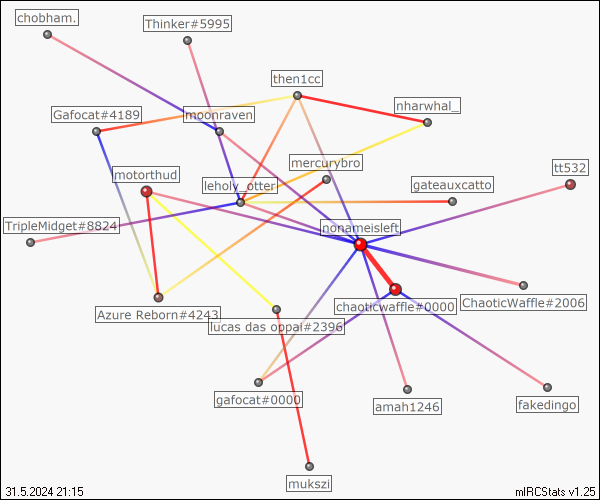 chobham.
Thinker#5995
then1cc
nharwhal_
Gafocat#4189
moonraven
mercurybro
tt532
motorthud
leholy_otter
gateauxcatto
TripleMidget#8824
nonameisleft
Azure Reborn#4243
chaoticwaffle#0000
ChaoticWaffle#2006
lucas das oppal#2396
gafocat#0000
amah1246
fakedingo
mukszi
31.5.2024 21:15
mIRCStats v1.25